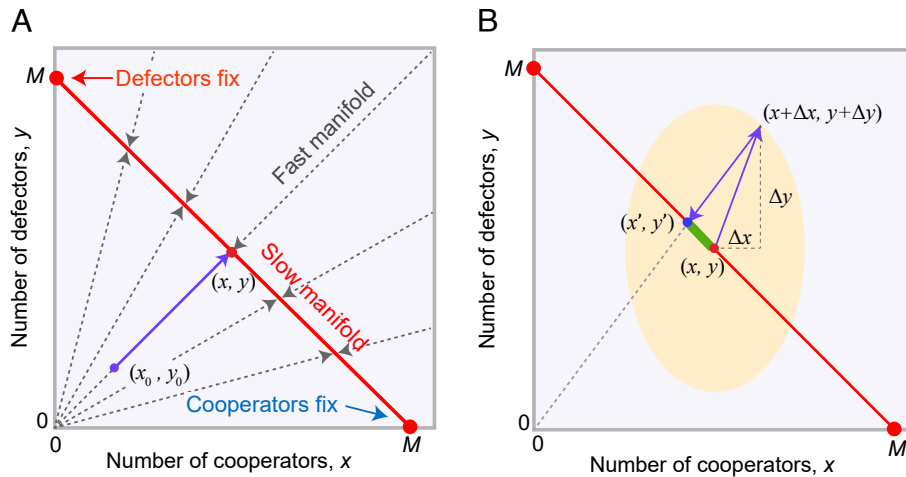 A
M
Defectors fix
Fast manifold
Number of defectors, y
(x, y)
Slow manifold
(x₀ , y₀)
Cooperators fix
0
0
M
Number of cooperators, x
B
M
(x+Δx, y+Δy)
Number of defectors, y
Δy
(x′, y′)
Δx
(x, y)
0
0
M
Number of cooperators, x